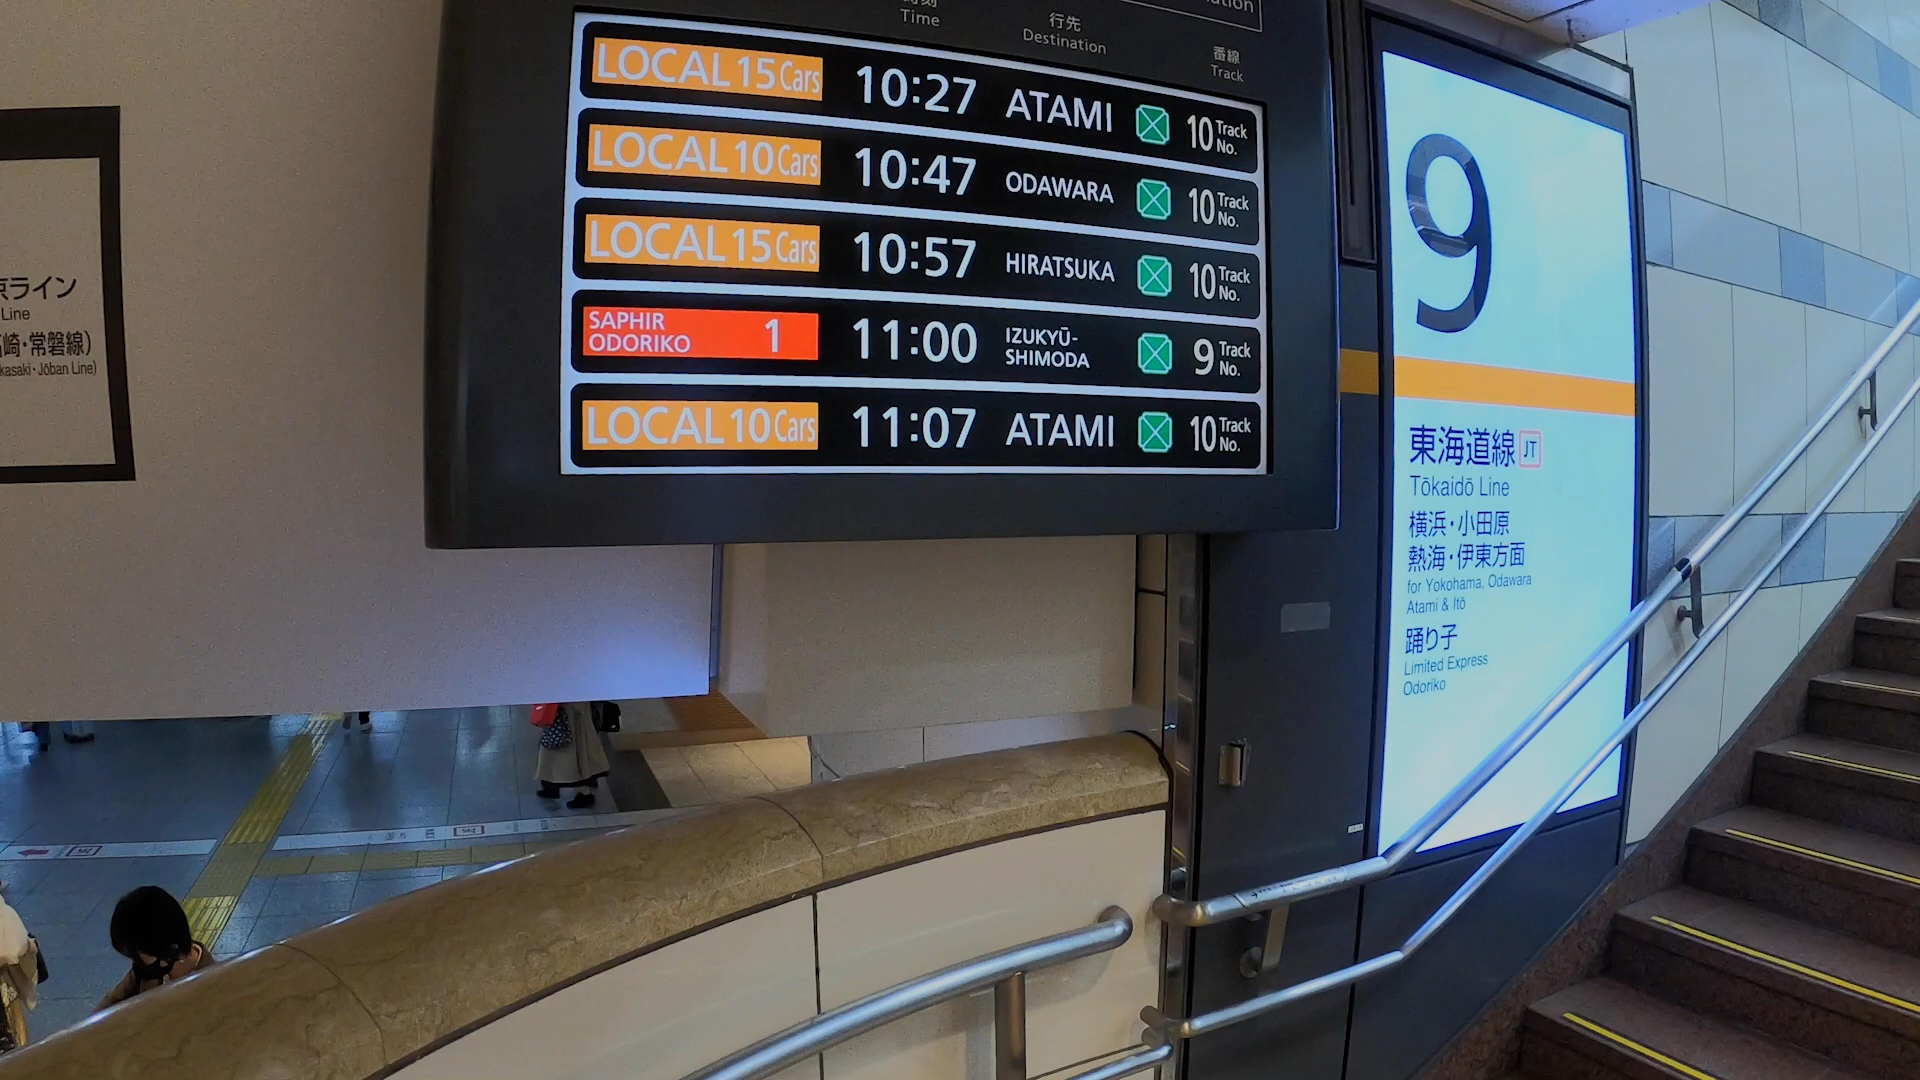 Time
行先
Destination
番線
Track
LOCAL 15 Cars 10:27 ATAMI 10 Track No.
LOCAL 10 Cars 10:47 ODAWARA 10 Track No.
LOCAL 15 Cars 10:57 HIRATSUKA 10 Track No.
SAPHIR ODORIKO 1 11:00 IZUKYŪ-SHIMODA 9 Track No.
LOCAL 10 Cars 11:07 ATAMI 10 Track No.
9
東海道線 JT
Tōkaidō Line
横浜・小田原
熱海・伊東方面
for Yokohama, Odawara
Atami & Itō
踊り子
Limited Express
Odoriko
京ライン
Line
崎・常磐線)
kasaki・Jōban Line)